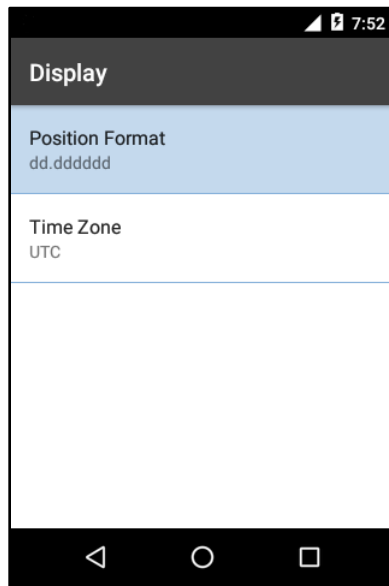 7:52
Display
Position Format
dd.dddddd
Time Zone
UTC